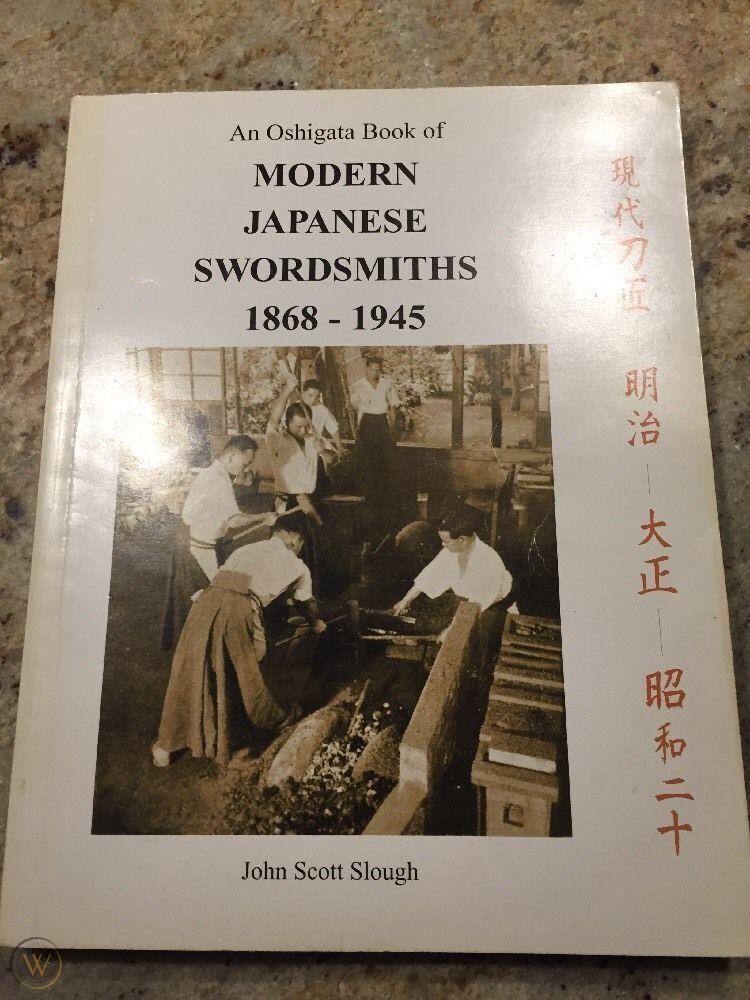 An Oshigata Book of
MODERN
JAPANESE
SWORDSMITHS
1868 - 1945
John Scott Slough
現代刀匠 明治—大正—昭和二十
W